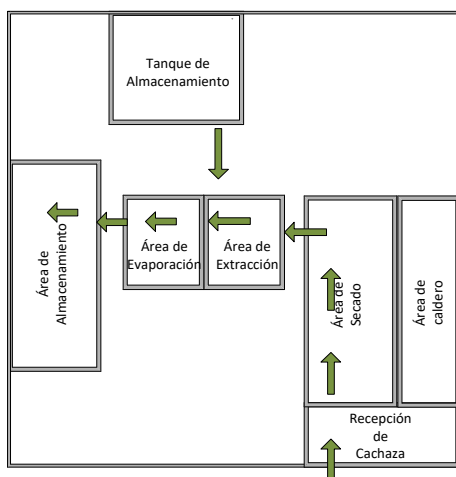 Tanque de
Almacenamiento
Área de
Almacenamiento
Área de
Evaporación
Área de
Extracción
Área de
Secado
Área de
caldero
Recepción
de
Cachaza